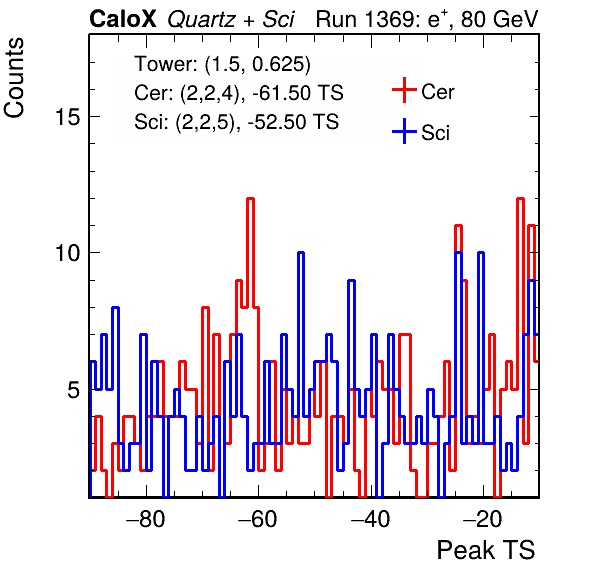 CaloX Quartz + Sci Run 1369: e+, 80 GeV
Counts
Tower: (1.5, 0.625)
Cer: (2,2,4), -61.50 TS
Sci: (2,2,5), -52.50 TS
Cer
Sci
15
10
5
−80 −60 −40 −20
Peak TS